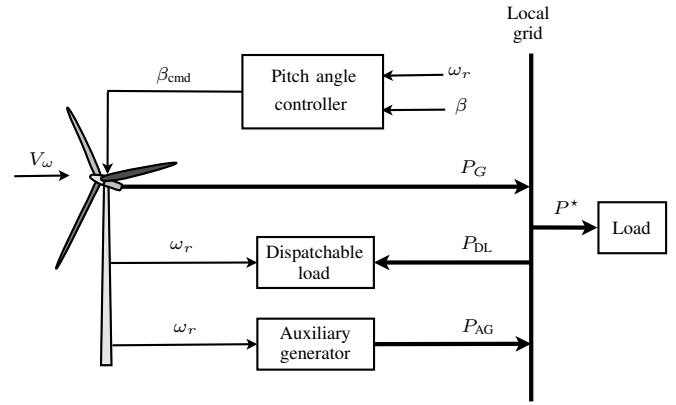 Local
grid
β_cmd
Pitch angle
controller
ω_r
β
V_ω
P_G
P^⋆
Load
ω_r
Dispatchable
load
P_DL
ω_r
Auxiliary
generator
P_AG